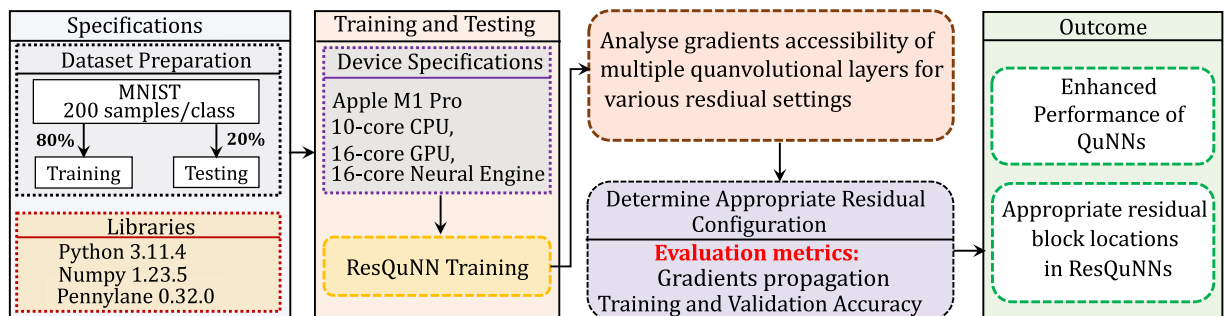 Specifications
Dataset Preparation
MNIST
200 samples/class
80%
20%
Training
Testing
Libraries
Python 3.11.4
Numpy 1.23.5
Pennylane 0.32.0
Training and Testing
Device Specifications
Apple M1 Pro
10-core CPU,
16-core GPU,
16-core Neural Engine
ResQuNN Training
Analyse gradients accessibility of
multiple quanvolutional layers for
various resdiual settings
Determine Appropriate Residual
Configuration
Evaluation metrics:
Gradients propagation
Training and Validation Accuracy
Outcome
Enhanced
Performance of
QuNNs
Appropriate residual
block locations
in ResQuNNs